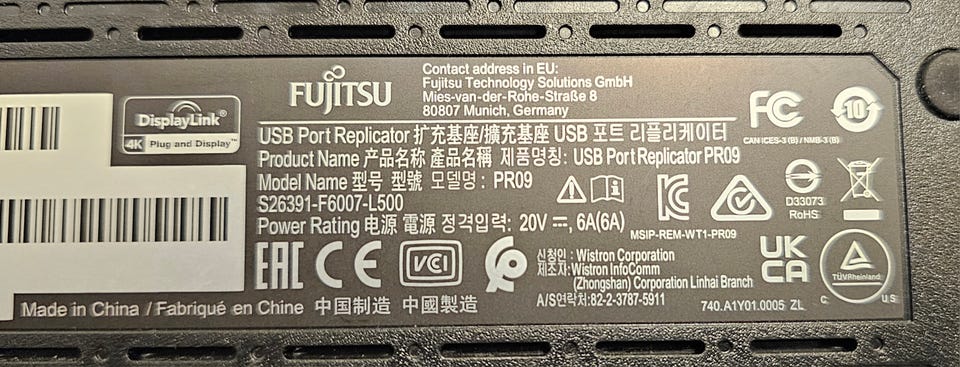 DisplayLink
4K Plug and Display™
FUJITSU
Contact address in EU:
Fujitsu Technology Solutions GmbH
Mies-van-der-Rohe-Straße 8
80807 Munich, Germany
USB Port Replicator 扩充基座/擴充基座 USB 포트 리플리케이터
Product Name 产品名称 產品名稱 제품명칭: USB Port Replicator PR09
Model Name 型号 型號 모델명 : PR09
S26391-F6007-L500
Power Rating 电源 電源 정격입력: 20V ⎓, 6A(6A)
FC
10
CAN ICES-3 (B) / NMB-3 (B)
D33073
RoHS
MSIP-REM-WT1-PR09
EAC
CE
VCI
신청인 : Wistron Corporation
제조자: Wistron InfoComm
(Zhongshan) Corporation Linhai Branch
A/S연락처:82-2-3787-5911
UK
CA
TÜVRheinland
C US
740.A1Y01.0005 ZL
Made in China / Fabriqué en Chine 中国制造 中國製造